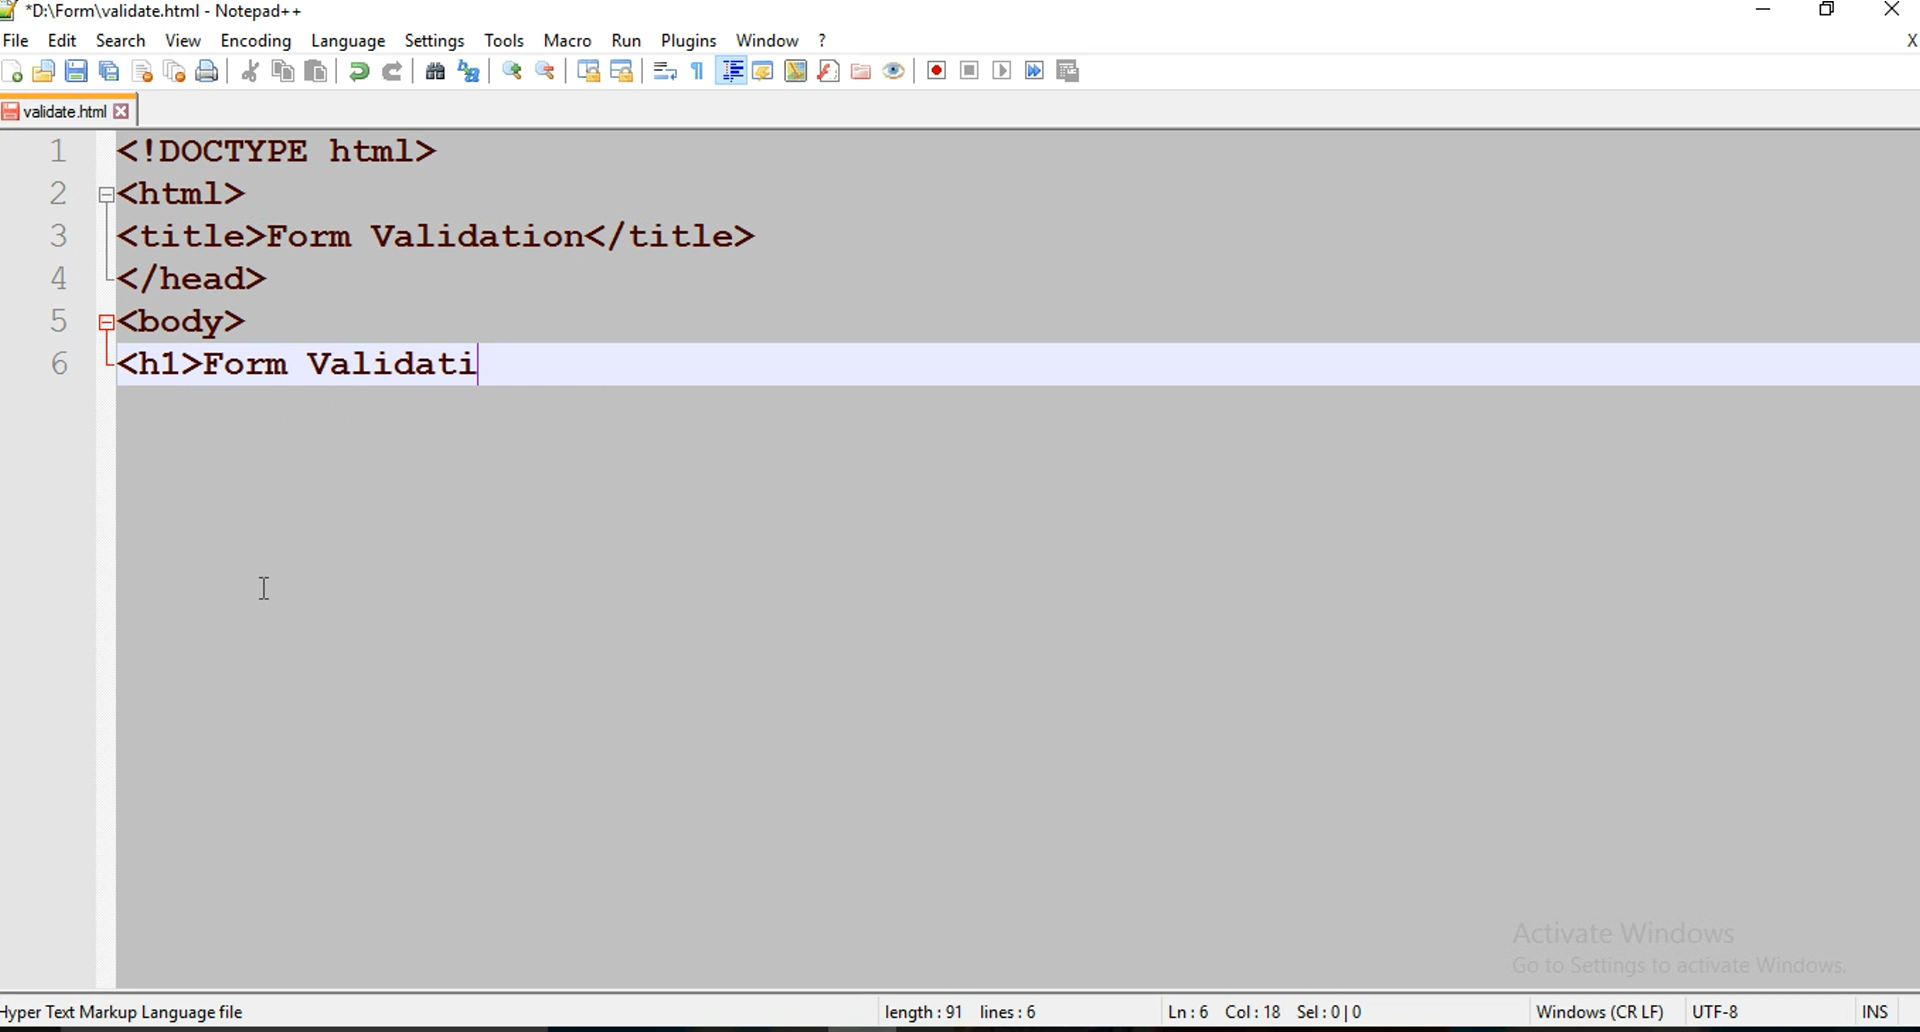 *D:\Form\validate.html - Notepad++
File Edit Search View Encoding Language Settings Tools Macro Run Plugins Window ? X
validate.html
1 <!DOCTYPE html>
2 <html>
3 <title>Form Validation</title>
4 </head>
5 <body>
6 <h1>Form Validati
Activate Windows
Go to Settings to activate Windows.
Hyper Text Markup Language file length : 91 lines : 6 Ln : 6 Col : 18 Sel : 0 | 0 Windows (CR LF) UTF-8 INS